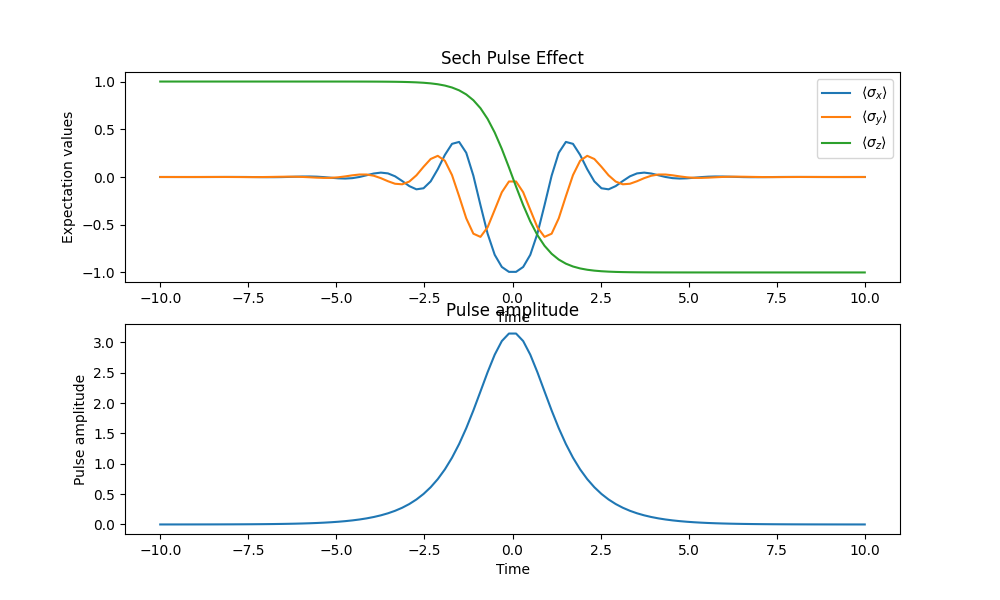 Sech Pulse Effect
Expectation values
1.0
0.5
0.0
−0.5
−1.0
⟨σx⟩
⟨σy⟩
⟨σz⟩
−10.0 −7.5 −5.0 −2.5 0.0 2.5 5.0 7.5 10.0
Time
Pulse amplitude
Pulse amplitude
3.0
2.5
2.0
1.5
1.0
0.5
0.0
−10.0 −7.5 −5.0 −2.5 0.0 2.5 5.0 7.5 10.0
Time